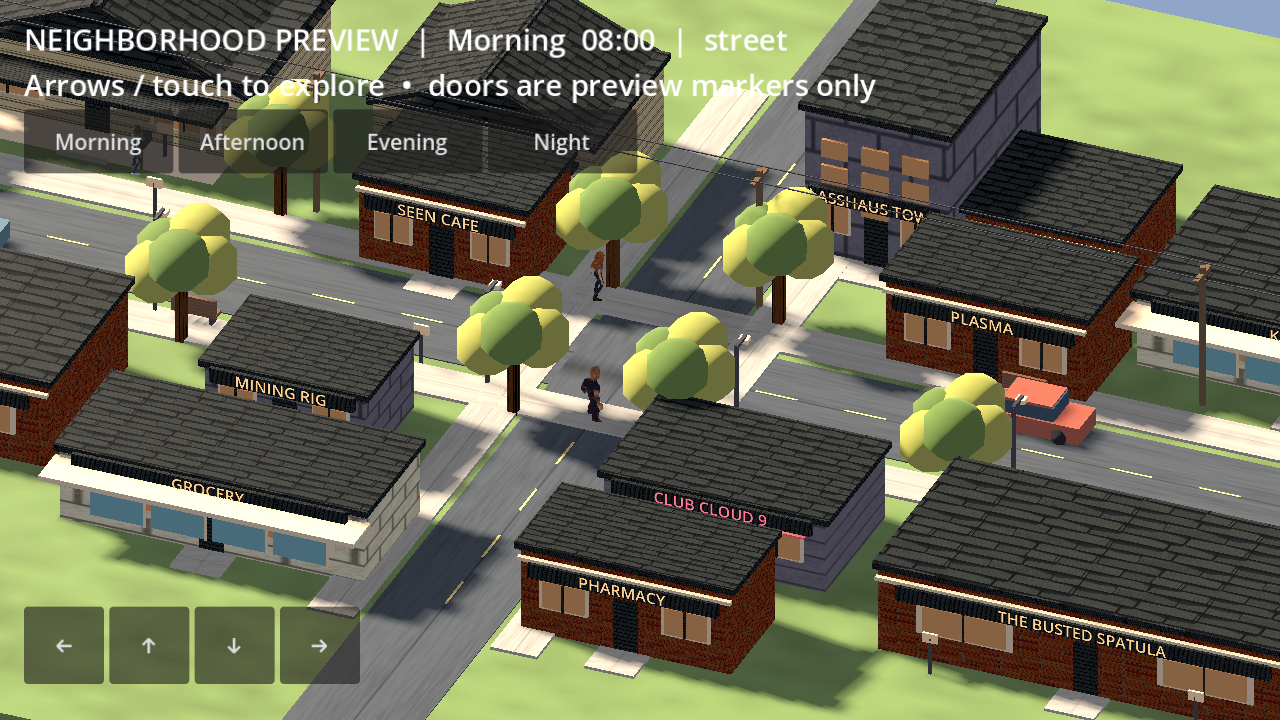 NEIGHBORHOOD PREVIEW | Morning 08:00 | street
Arrows / touch to explore • doors are preview markers only
Morning Afternoon Evening Night
SEEN CAFE
PLASMA
MINING RIG
GROCERY
CLUB CLOUD 9
PHARMACY
THE BUSTED SPATULA
← ↑ ↓ →